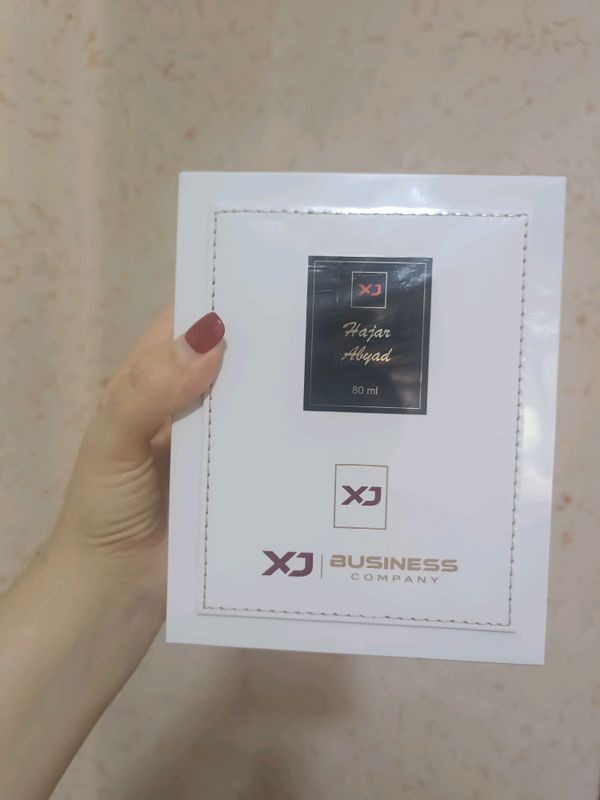 XJ
Hajar
Abyad
80 ml
XJ
XJ | BUSINESS
COMPANY